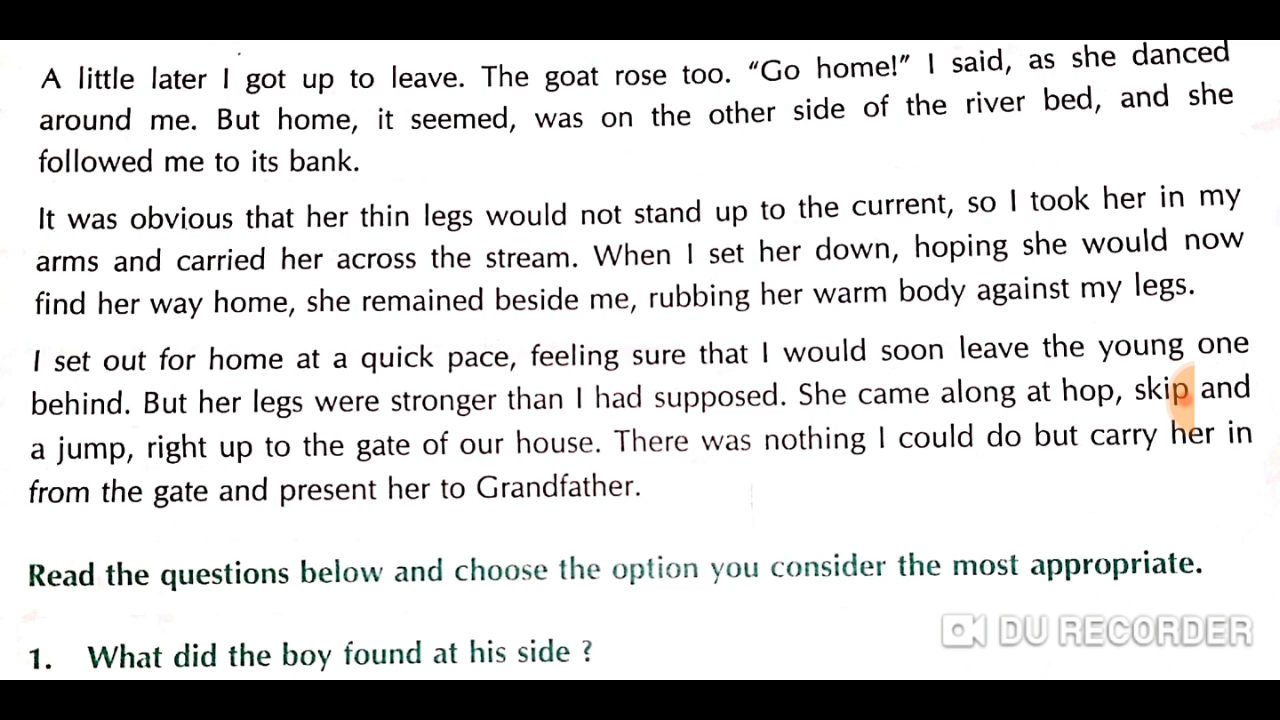 A little later I got up to leave. The goat rose too. “Go home!” I said, as she danced
around me. But home, it seemed, was on the other side of the river bed, and she
followed me to its bank.
It was obvious that her thin legs would not stand up to the current, so I took her in my
arms and carried her across the stream. When I set her down, hoping she would now
find her way home, she remained beside me, rubbing her warm body against my legs.
I set out for home at a quick pace, feeling sure that I would soon leave the young one
behind. But her legs were stronger than I had supposed. She came along at hop, skip and
a jump, right up to the gate of our house. There was nothing I could do but carry her in
from the gate and present her to Grandfather.
Read the questions below and choose the option you consider the most appropriate.
1. What did the boy found at his side ?
DU RECORDER